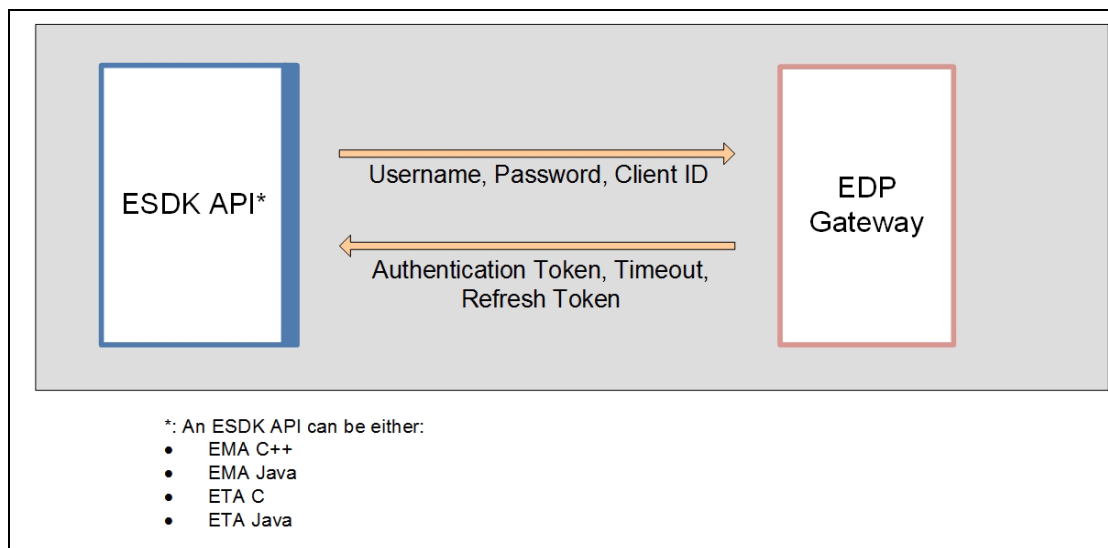 ESDK API*
Username, Password, Client ID
Authentication Token, Timeout,
Refresh Token
EDP
Gateway
*: An ESDK API can be either:
• EMA C++
• EMA Java
• ETA C
• ETA Java